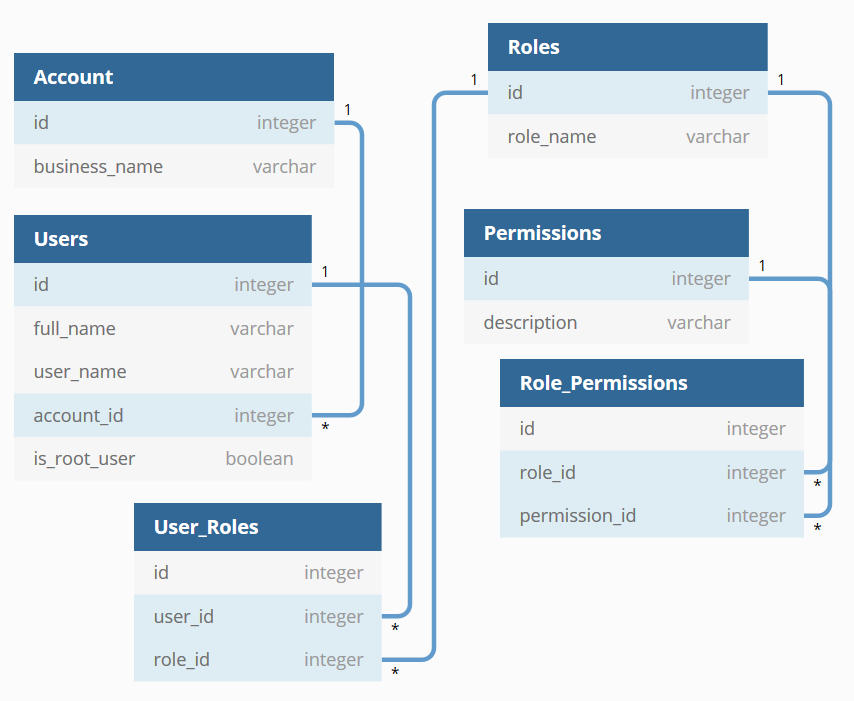 Account
id integer
business_name varchar
1
Users
id integer
full_name varchar
user_name varchar
account_id integer
is_root_user boolean
1
*
User_Roles
id integer
user_id integer
role_id integer
*
*
Roles
id integer
role_name varchar
1
1
Permissions
id integer
description varchar
1
Role_Permissions
id integer
role_id integer
permission_id integer
*
*